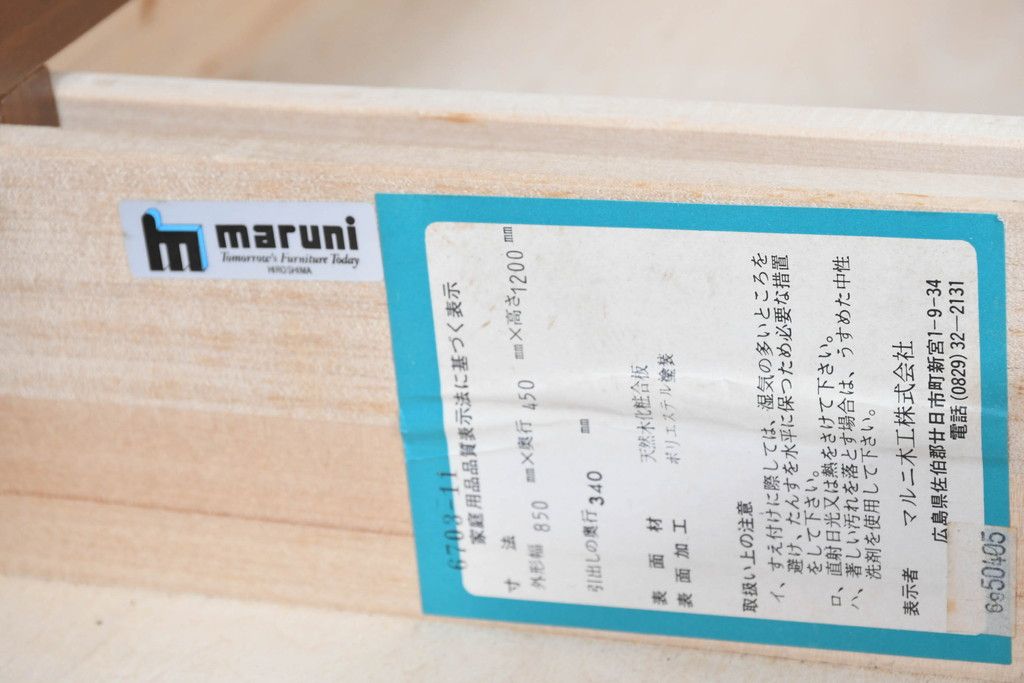 maruni
Tomorrow's Furniture Today
HIROSHIMA
6703-11
家庭用品品質表示法に基づく表示
寸法
外形幅 850 mm×奥行 450 mm×高さ1200 mm
引出しの奥行 340 mm
表面材 天然木化粧合板
表面加工 ポリエステル塗装
取扱い上の注意
イ、すえ付けに際しては、湿気の多いところを
避け、たんすを水平に保つため必要な措置
をして下さい。
ロ、直射日光又は熱をさけて下さい。
ハ、著しい汚れを落とす場合は、うすめた中性
洗剤を使用して下さい。
表示者 マルニ木工株式会社
広島県佐伯郡廿日市町新宮1-9-34
電話(0829)32-2131
6950405